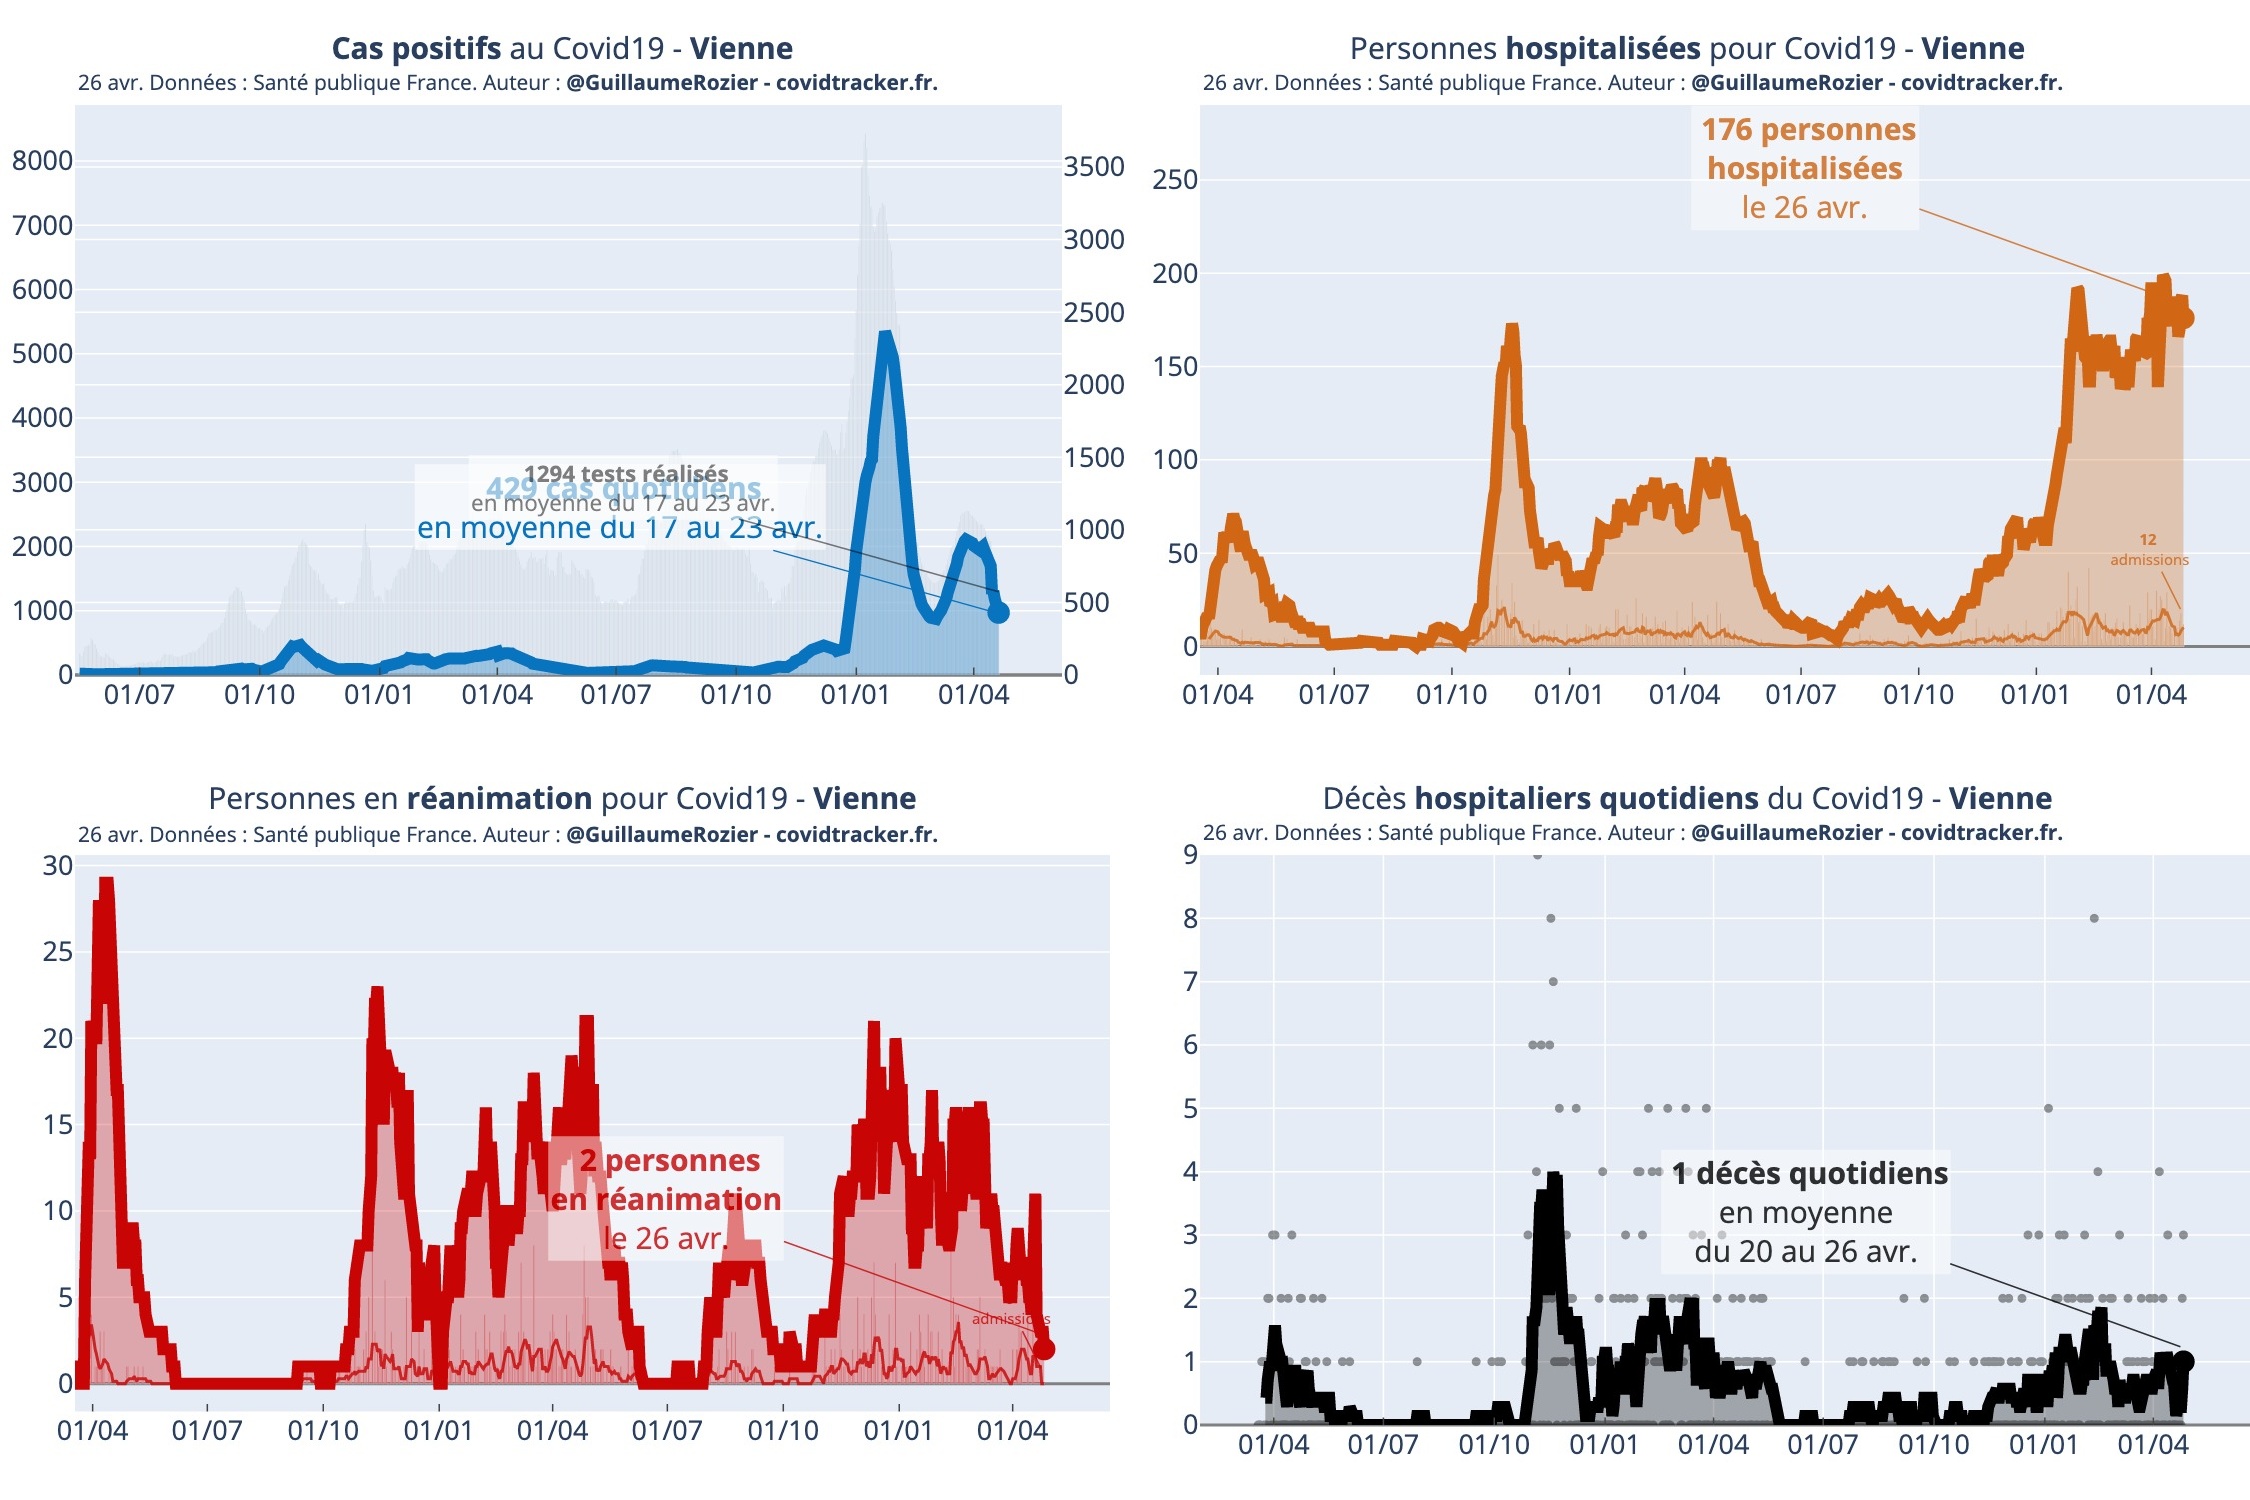 Cas positifs au Covid19 - Vienne
26 avr. Données : Santé publique France. Auteur : @GuillaumeRozier - covidtracker.fr.
8000
7000
6000
5000
4000
3000
2000
1000
0
3500
3000
2500
2000
1500
1000
500
0
1294 tests réalisés
en moyenne du 17 au 23 avr.
429 cas quotidiens
en moyenne du 17 au 23 avr.
01/07 01/10 01/01 01/04 01/07 01/10 01/01 01/04
Personnes hospitalisées pour Covid19 - Vienne
26 avr. Données : Santé publique France. Auteur : @GuillaumeRozier - covidtracker.fr.
250
200
150
100
50
0
176 personnes
hospitalisées
le 26 avr.
12
admissions
01/04 01/07 01/10 01/01 01/04 01/07 01/10 01/01 01/04
Personnes en réanimation pour Covid19 - Vienne
26 avr. Données : Santé publique France. Auteur : @GuillaumeRozier - covidtracker.fr.
30
25
20
15
10
5
0
2 personnes
en réanimation
le 26 avr.
admissions
01/04 01/07 01/10 01/01 01/04 01/07 01/10 01/01 01/04
Décès hospitaliers quotidiens du Covid19 - Vienne
26 avr. Données : Santé publique France. Auteur : @GuillaumeRozier - covidtracker.fr.
9
8
7
6
5
4
3
2
1
0
1 décès quotidiens
en moyenne
du 20 au 26 avr.
01/04 01/07 01/10 01/01 01/04 01/07 01/10 01/01 01/04